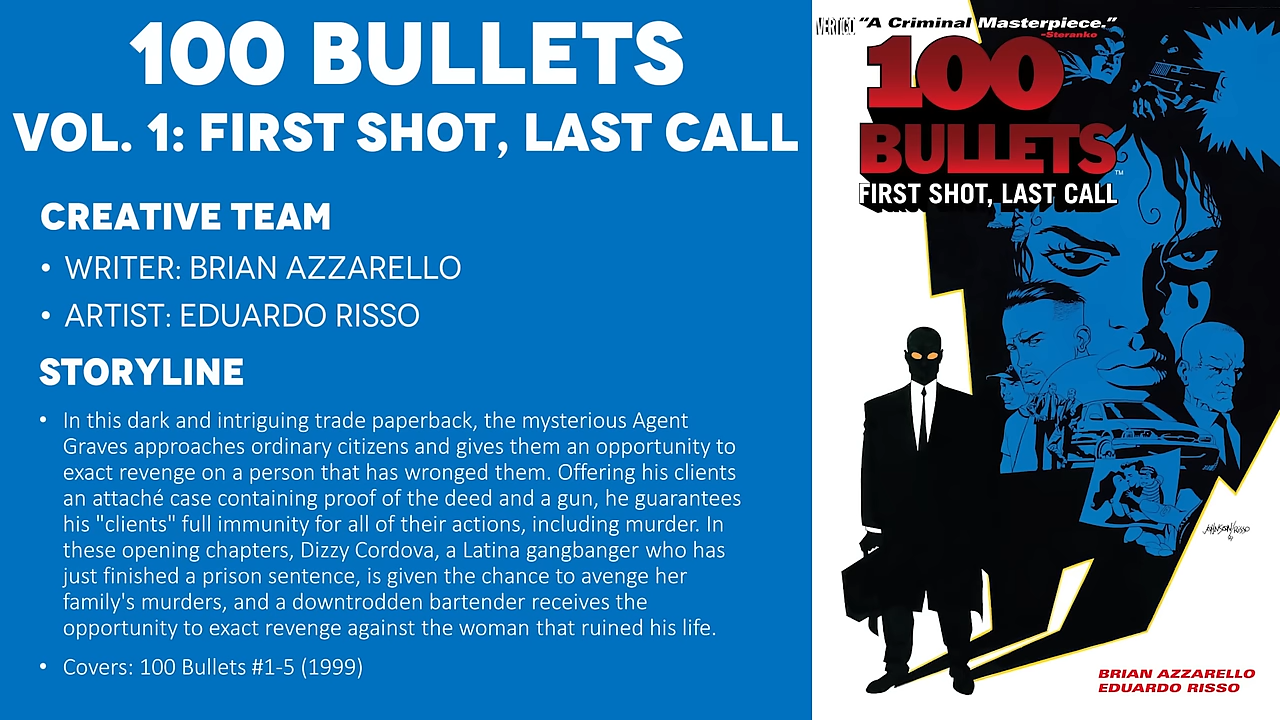 100 BULLETS
VOL. 1: FIRST SHOT, LAST CALL
CREATIVE TEAM
• WRITER: BRIAN AZZARELLO
• ARTIST: EDUARDO RISSO
STORYLINE
• In this dark and intriguing trade paperback, the mysterious Agent
Graves approaches ordinary citizens and gives them an opportunity to
exact revenge on a person that has wronged them. Offering his clients
an attaché case containing proof of the deed and a gun, he guarantees
his "clients" full immunity for all of their actions, including murder. In
these opening chapters, Dizzy Cordova, a Latina gangbanger who has
just finished a prison sentence, is given the chance to avenge her
family's murders, and a downtrodden bartender receives the
opportunity to exact revenge against the woman that ruined his life.
• Covers: 100 Bullets #1-5 (1999)
VERTIGO
“A Criminal Masterpiece.”
-Steranko
100
BULLETS™
FIRST SHOT, LAST CALL
JOHNSON/RISSO
BRIAN AZZARELLO
EDUARDO RISSO